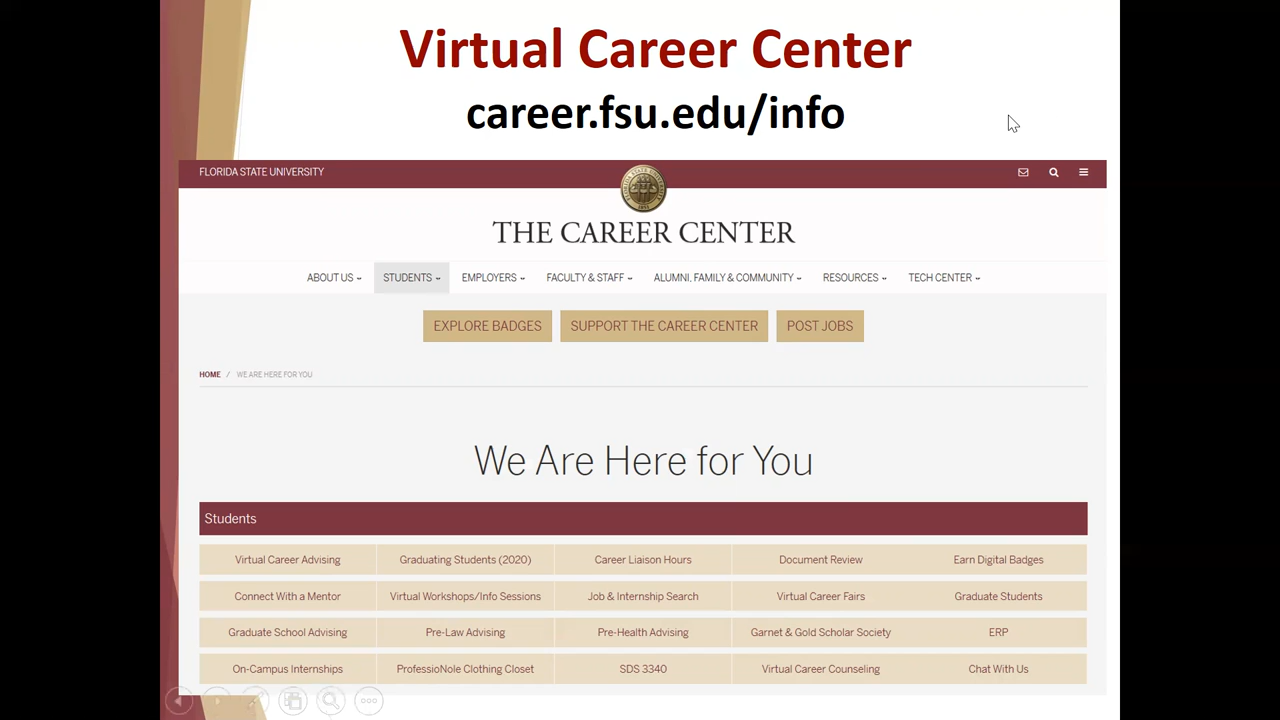 Virtual Career Center
career.fsu.edu/info
FLORIDA STATE UNIVERSITY
THE CAREER CENTER
ABOUT US STUDENTS EMPLOYERS FACULTY & STAFF ALUMNI, FAMILY & COMMUNITY RESOURCES TECH CENTER
EXPLORE BADGES SUPPORT THE CAREER CENTER POST JOBS
HOME / WE ARE HERE FOR YOU
We Are Here for You
Students
Virtual Career Advising Graduating Students (2020) Career Liaison Hours Document Review Earn Digital Badges
Connect With a Mentor Virtual Workshops/Info Sessions Job & Internship Search Virtual Career Fairs Graduate Students
Graduate School Advising Pre-Law Advising Pre-Health Advising Garnet & Gold Scholar Society ERP
On-Campus Internships ProfessioNole Clothing Closet SDS 3340 Virtual Career Counseling Chat With Us